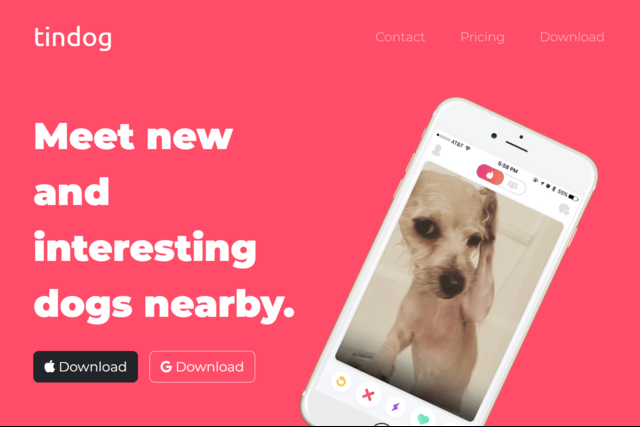 tindog
Contact Pricing Download
Meet new
and
interesting
dogs nearby.
Download
Download
AT&T
5:58 PM
55%